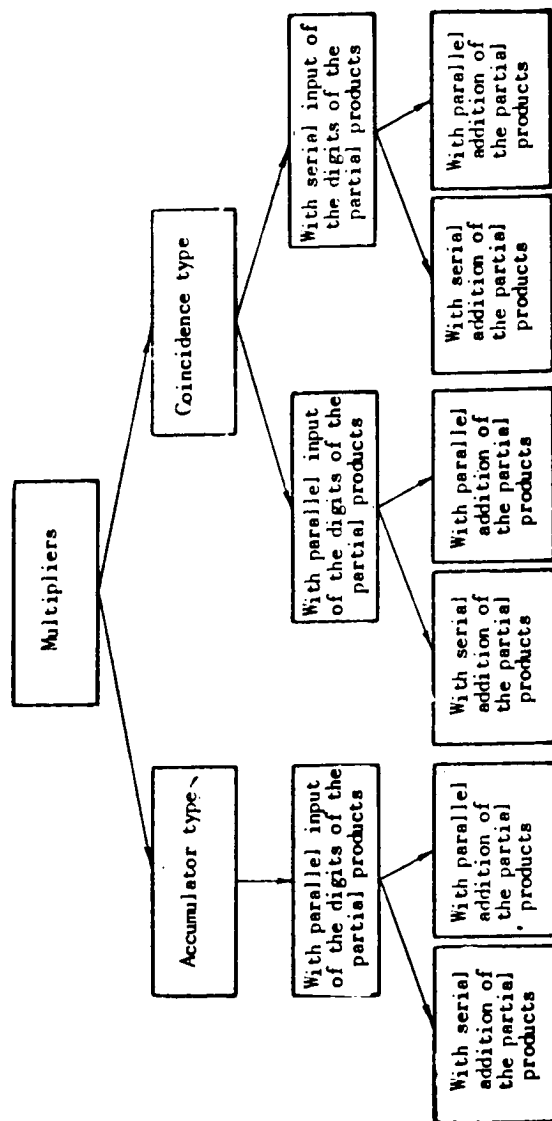 Multipliers
Accumulator type
Coincidence type
With parallel input
of the digits of the
partial products
With parallel input
of the digits of the
partial products
With serial input of
the digits of the
partial products
With serial
addition of
the partial
products
With parallel
addition of
the partial
products
With serial
addition of
the partial
products
With parallel
addition of
the partial
products
With serial
addition of
the partial
products
With parallel
addition of
the partial
products